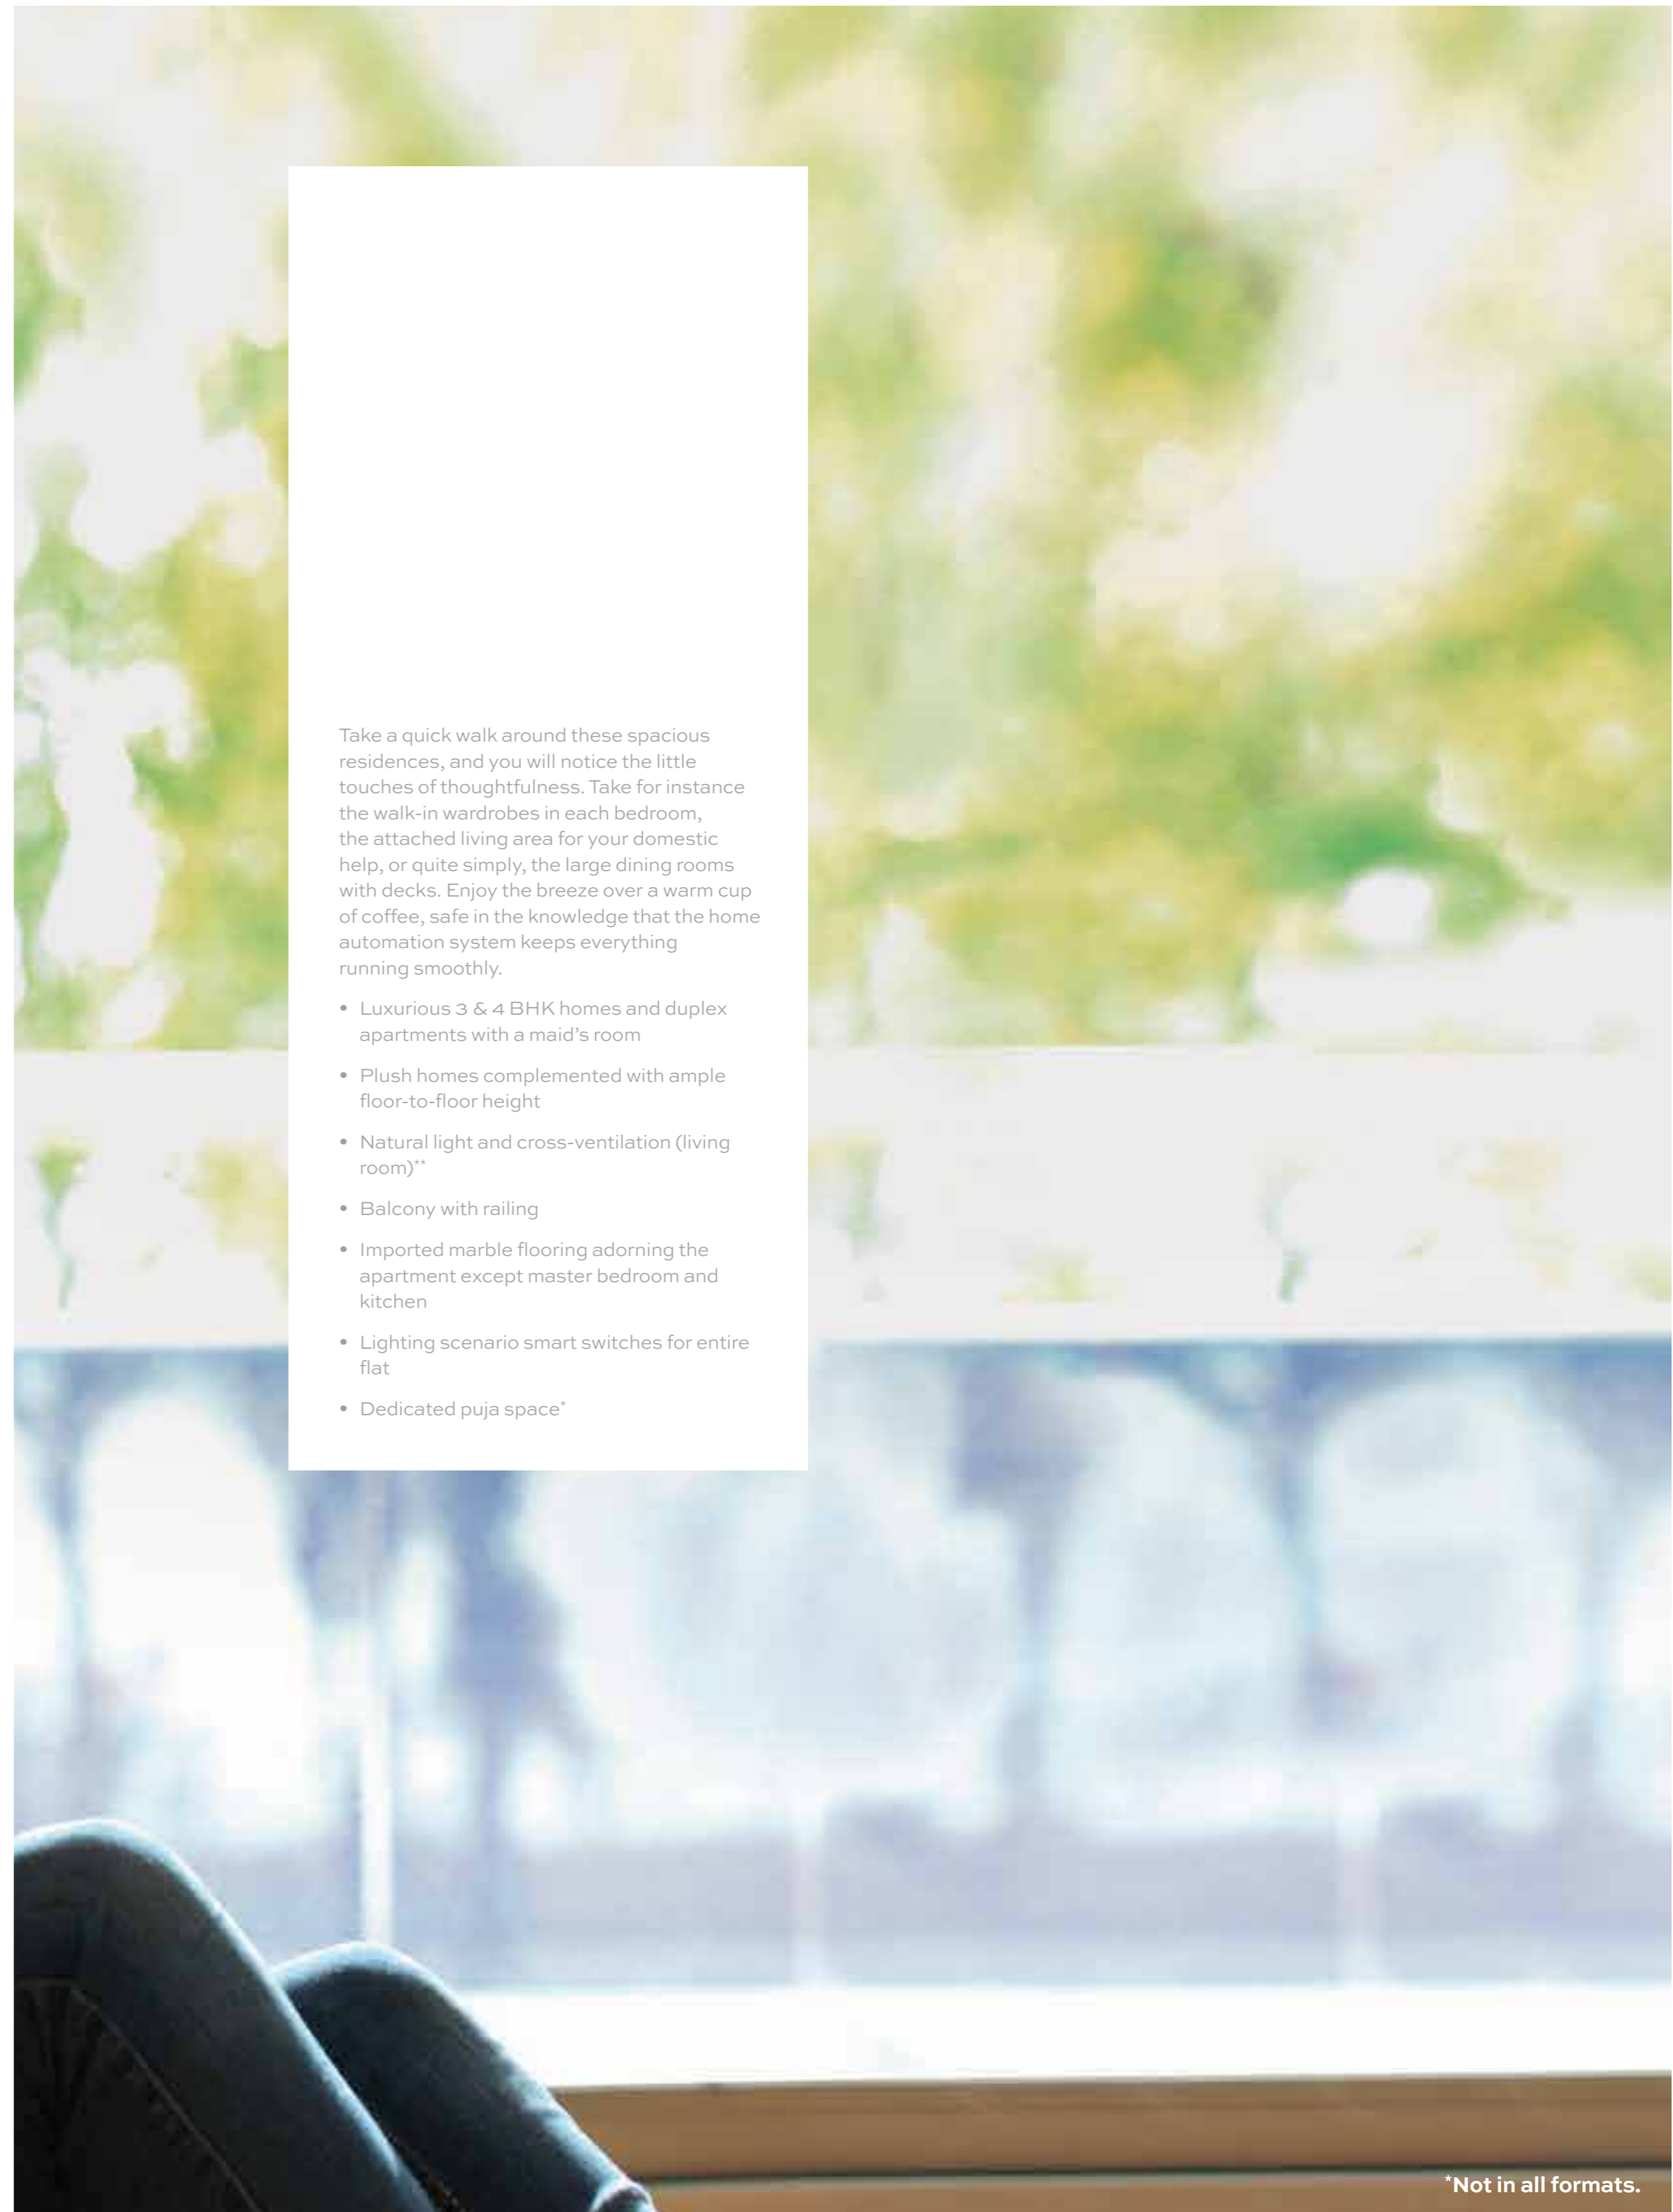 Take a quick walk around these spacious
residences, and you will notice the little
touches of thoughtfulness. Take for instance
the walk-in wardrobes in each bedroom,
the attached living area for your domestic
help, or quite simply, the large dining rooms
with decks. Enjoy the breeze over a warm cup
of coffee, safe in the knowledge that the home
automation system keeps everything
running smoothly.
• Luxurious 3 & 4 BHK homes and duplex
apartments with a maid’s room
• Plush homes complemented with ample
floor-to-floor height
• Natural light and cross-ventilation (living
room)**
• Balcony with railing
• Imported marble flooring adorning the
apartment except master bedroom and
kitchen
• Lighting scenario smart switches for entire
flat
• Dedicated puja space*
*Not in all formats.